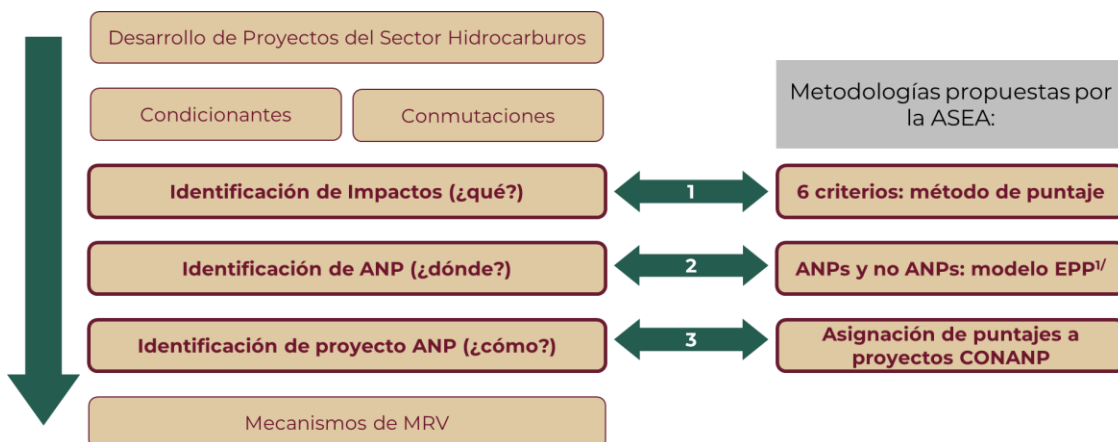 Desarrollo de Proyectos del Sector Hidrocarburos
Condicionantes
Conmutaciones
Metodologías propuestas por
la ASEA:
Identificación de Impactos (¿qué?)
1
6 criterios: método de puntaje
Identificación de ANP (¿dónde?)
2
ANPs y no ANPs: modelo EPP¹/
Identificación de proyecto ANP (¿cómo?)
3
Asignación de puntajes a
proyectos CONANP
Mecanismos de MRV